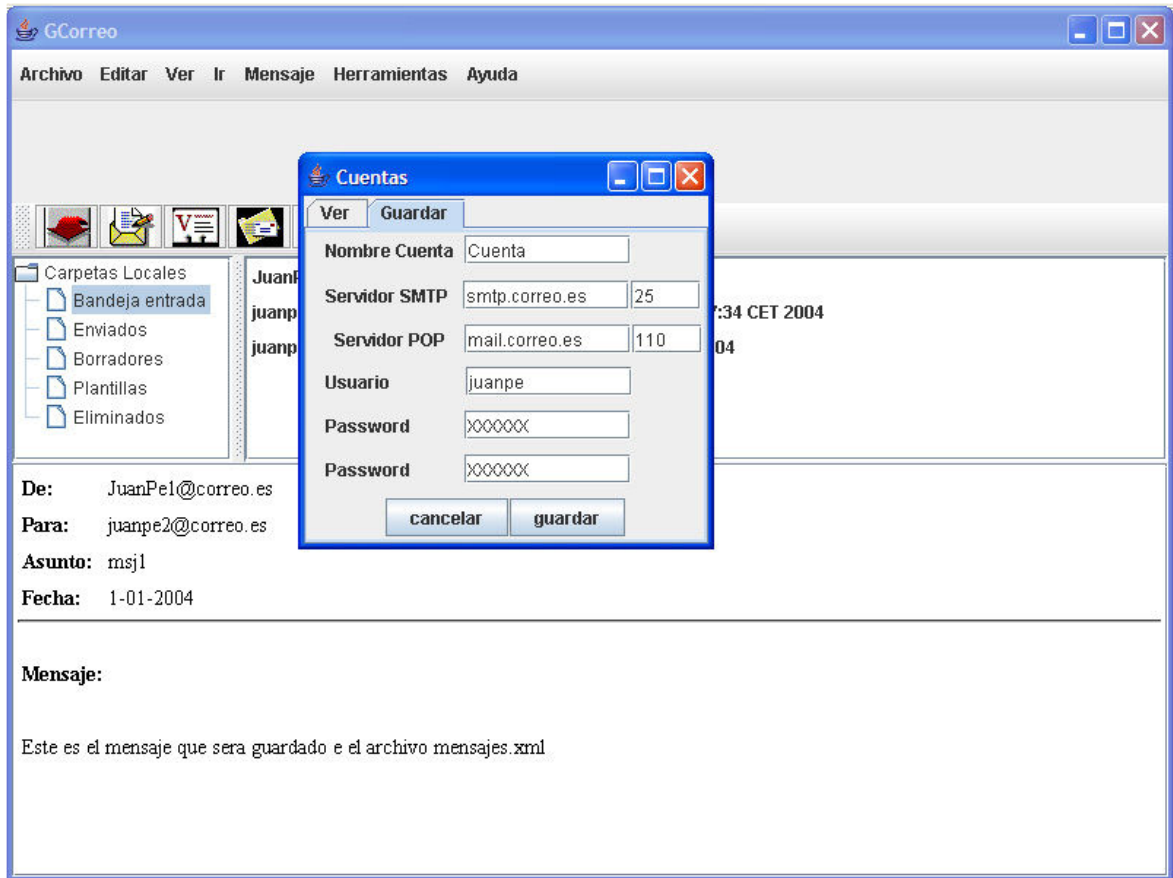 GCorreo
Archivo Editar Ver Ir Mensaje Herramientas Ayuda
Cuentas
Ver Guardar
Nombre Cuenta Cuenta
Servidor SMTP smtp.correo.es 25
Servidor POP mail.correo.es 110
Usuario juanpe
Password XXXXXX
Password XXXXXX
cancelar guardar
Carpetas Locales
Bandeja entrada
Enviados
Borradores
Plantillas
Eliminados
juanp 7:34 CET 2004
juanp 04
De: JuanPe1@correo.es
Para: juanpe2@correo.es
Asunto: msj1
Fecha: 1-01-2004
Mensaje:
Este es el mensaje que sera guardado e el archivo mensajes.xml